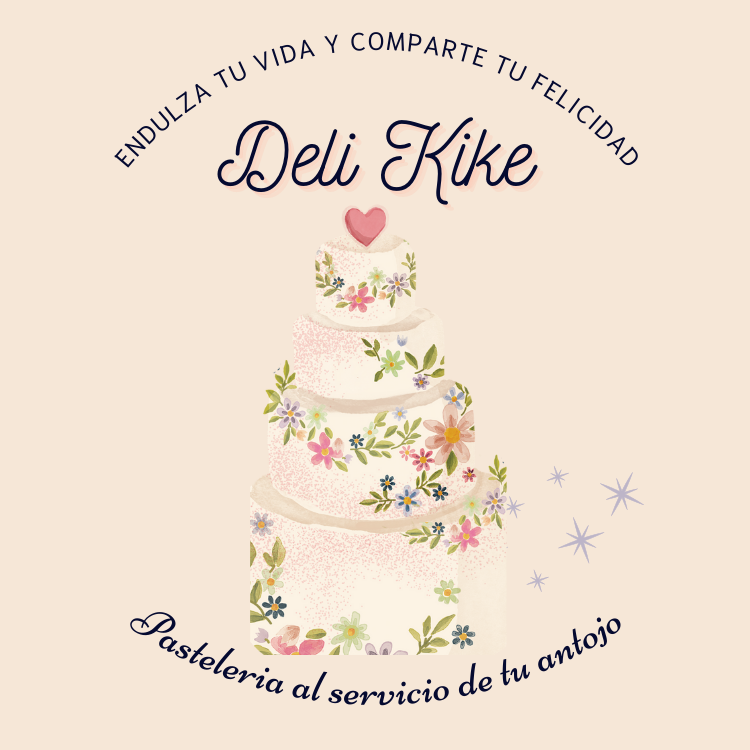 ENDULZA TU VIDA Y COMPARTE TU FELICIDAD
Deli Kike
Pasteleria al servicio de tu antojo